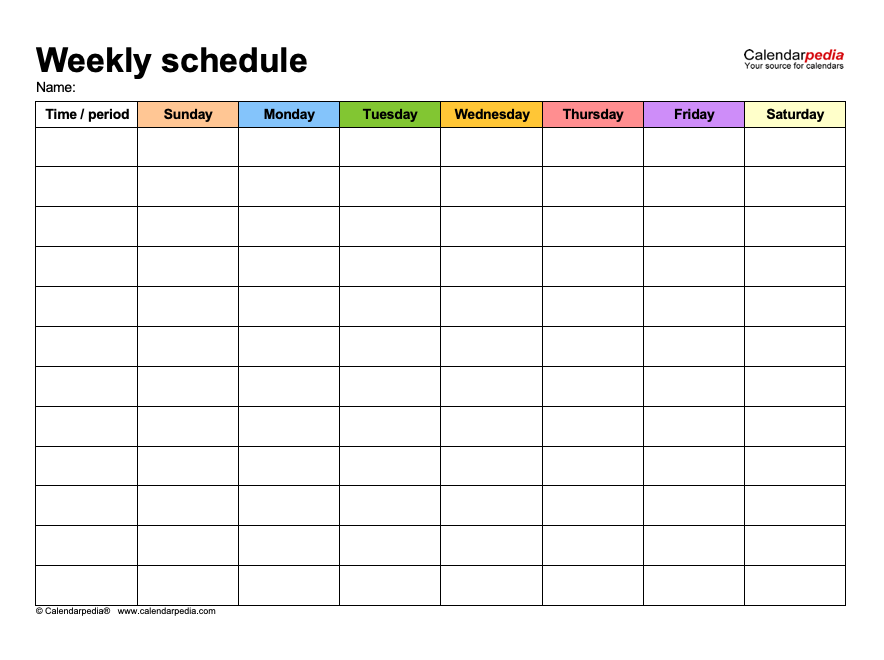 Weekly schedule
Calendarpedia
Your source for calendars
Name:
Time / period Sunday Monday Tuesday Wednesday Thursday Friday Saturday
© Calendarpedia® www.calendarpedia.com